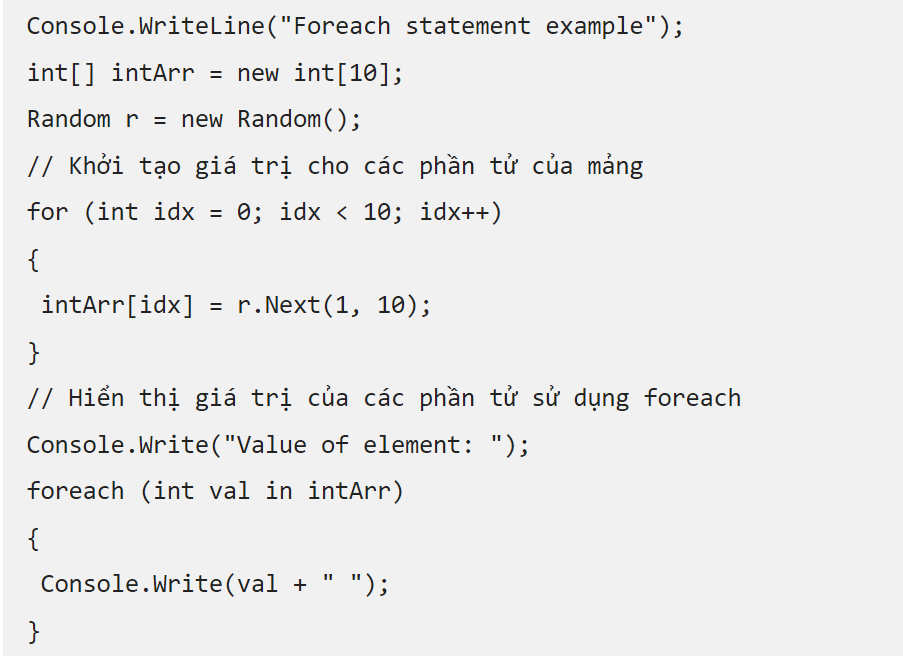 Console.WriteLine("Foreach statement example");
int[] intArr = new int[10];
Random r = new Random();
// Khởi tạo giá trị cho các phần tử của mảng
for (int idx = 0; idx < 10; idx++)
{
 intArr[idx] = r.Next(1, 10);
}
// Hiển thị giá trị của các phần tử sử dụng foreach
Console.Write("Value of element: ");
foreach (int val in intArr)
{
 Console.Write(val + " ");
}